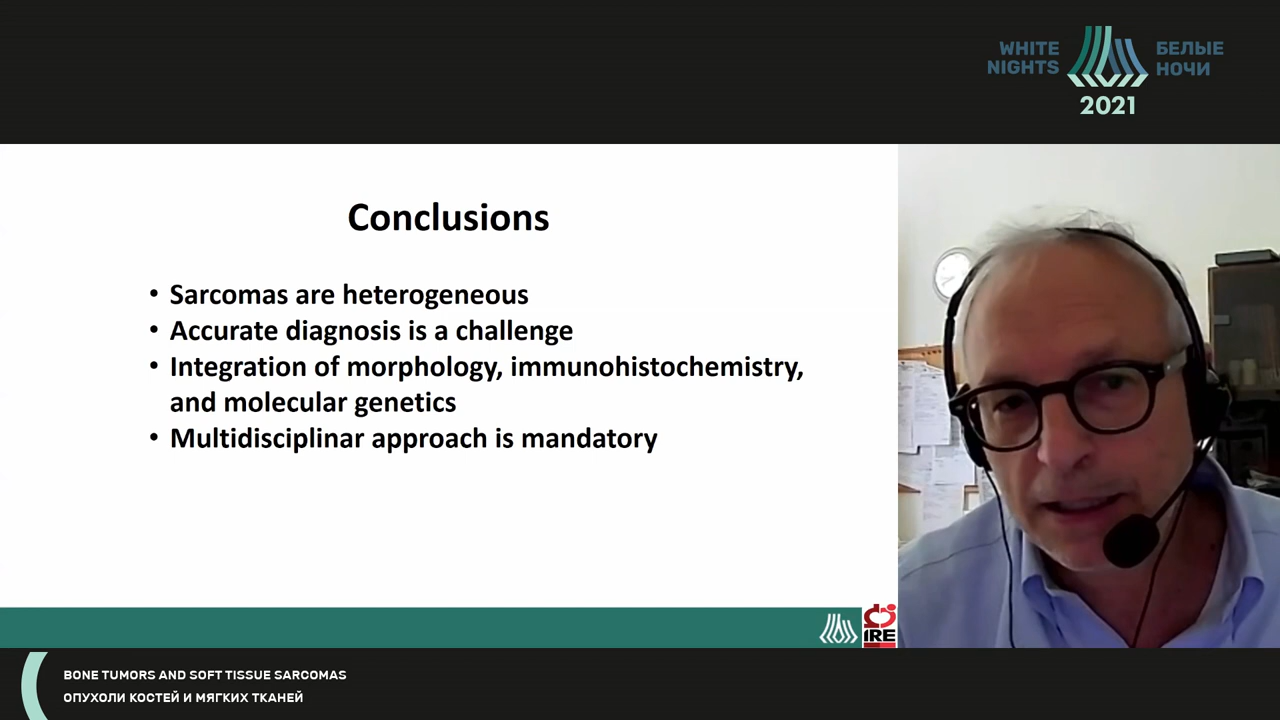 WHITE
NIGHTS
БЕЛЫЕ
НОЧИ
2021
Conclusions
• Sarcomas are heterogeneous
• Accurate diagnosis is a challenge
• Integration of morphology, immunohistochemistry,
and molecular genetics
• Multidisciplinar approach is mandatory
IRE
BONE TUMORS AND SOFT TISSUE SARCOMAS
ОПУХОЛИ КОСТЕЙ И МЯГКИХ ТКАНЕЙ